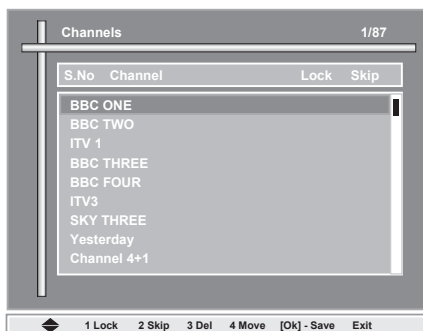 Channels 1/87
S.No Channel Lock Skip
BBC ONE
BBC TWO
ITV 1
BBC THREE
BBC FOUR
ITV3
SKY THREE
Yesterday
Channel 4+1
1 Lock 2 Skip 3 Del 4 Move [Ok] - Save Exit